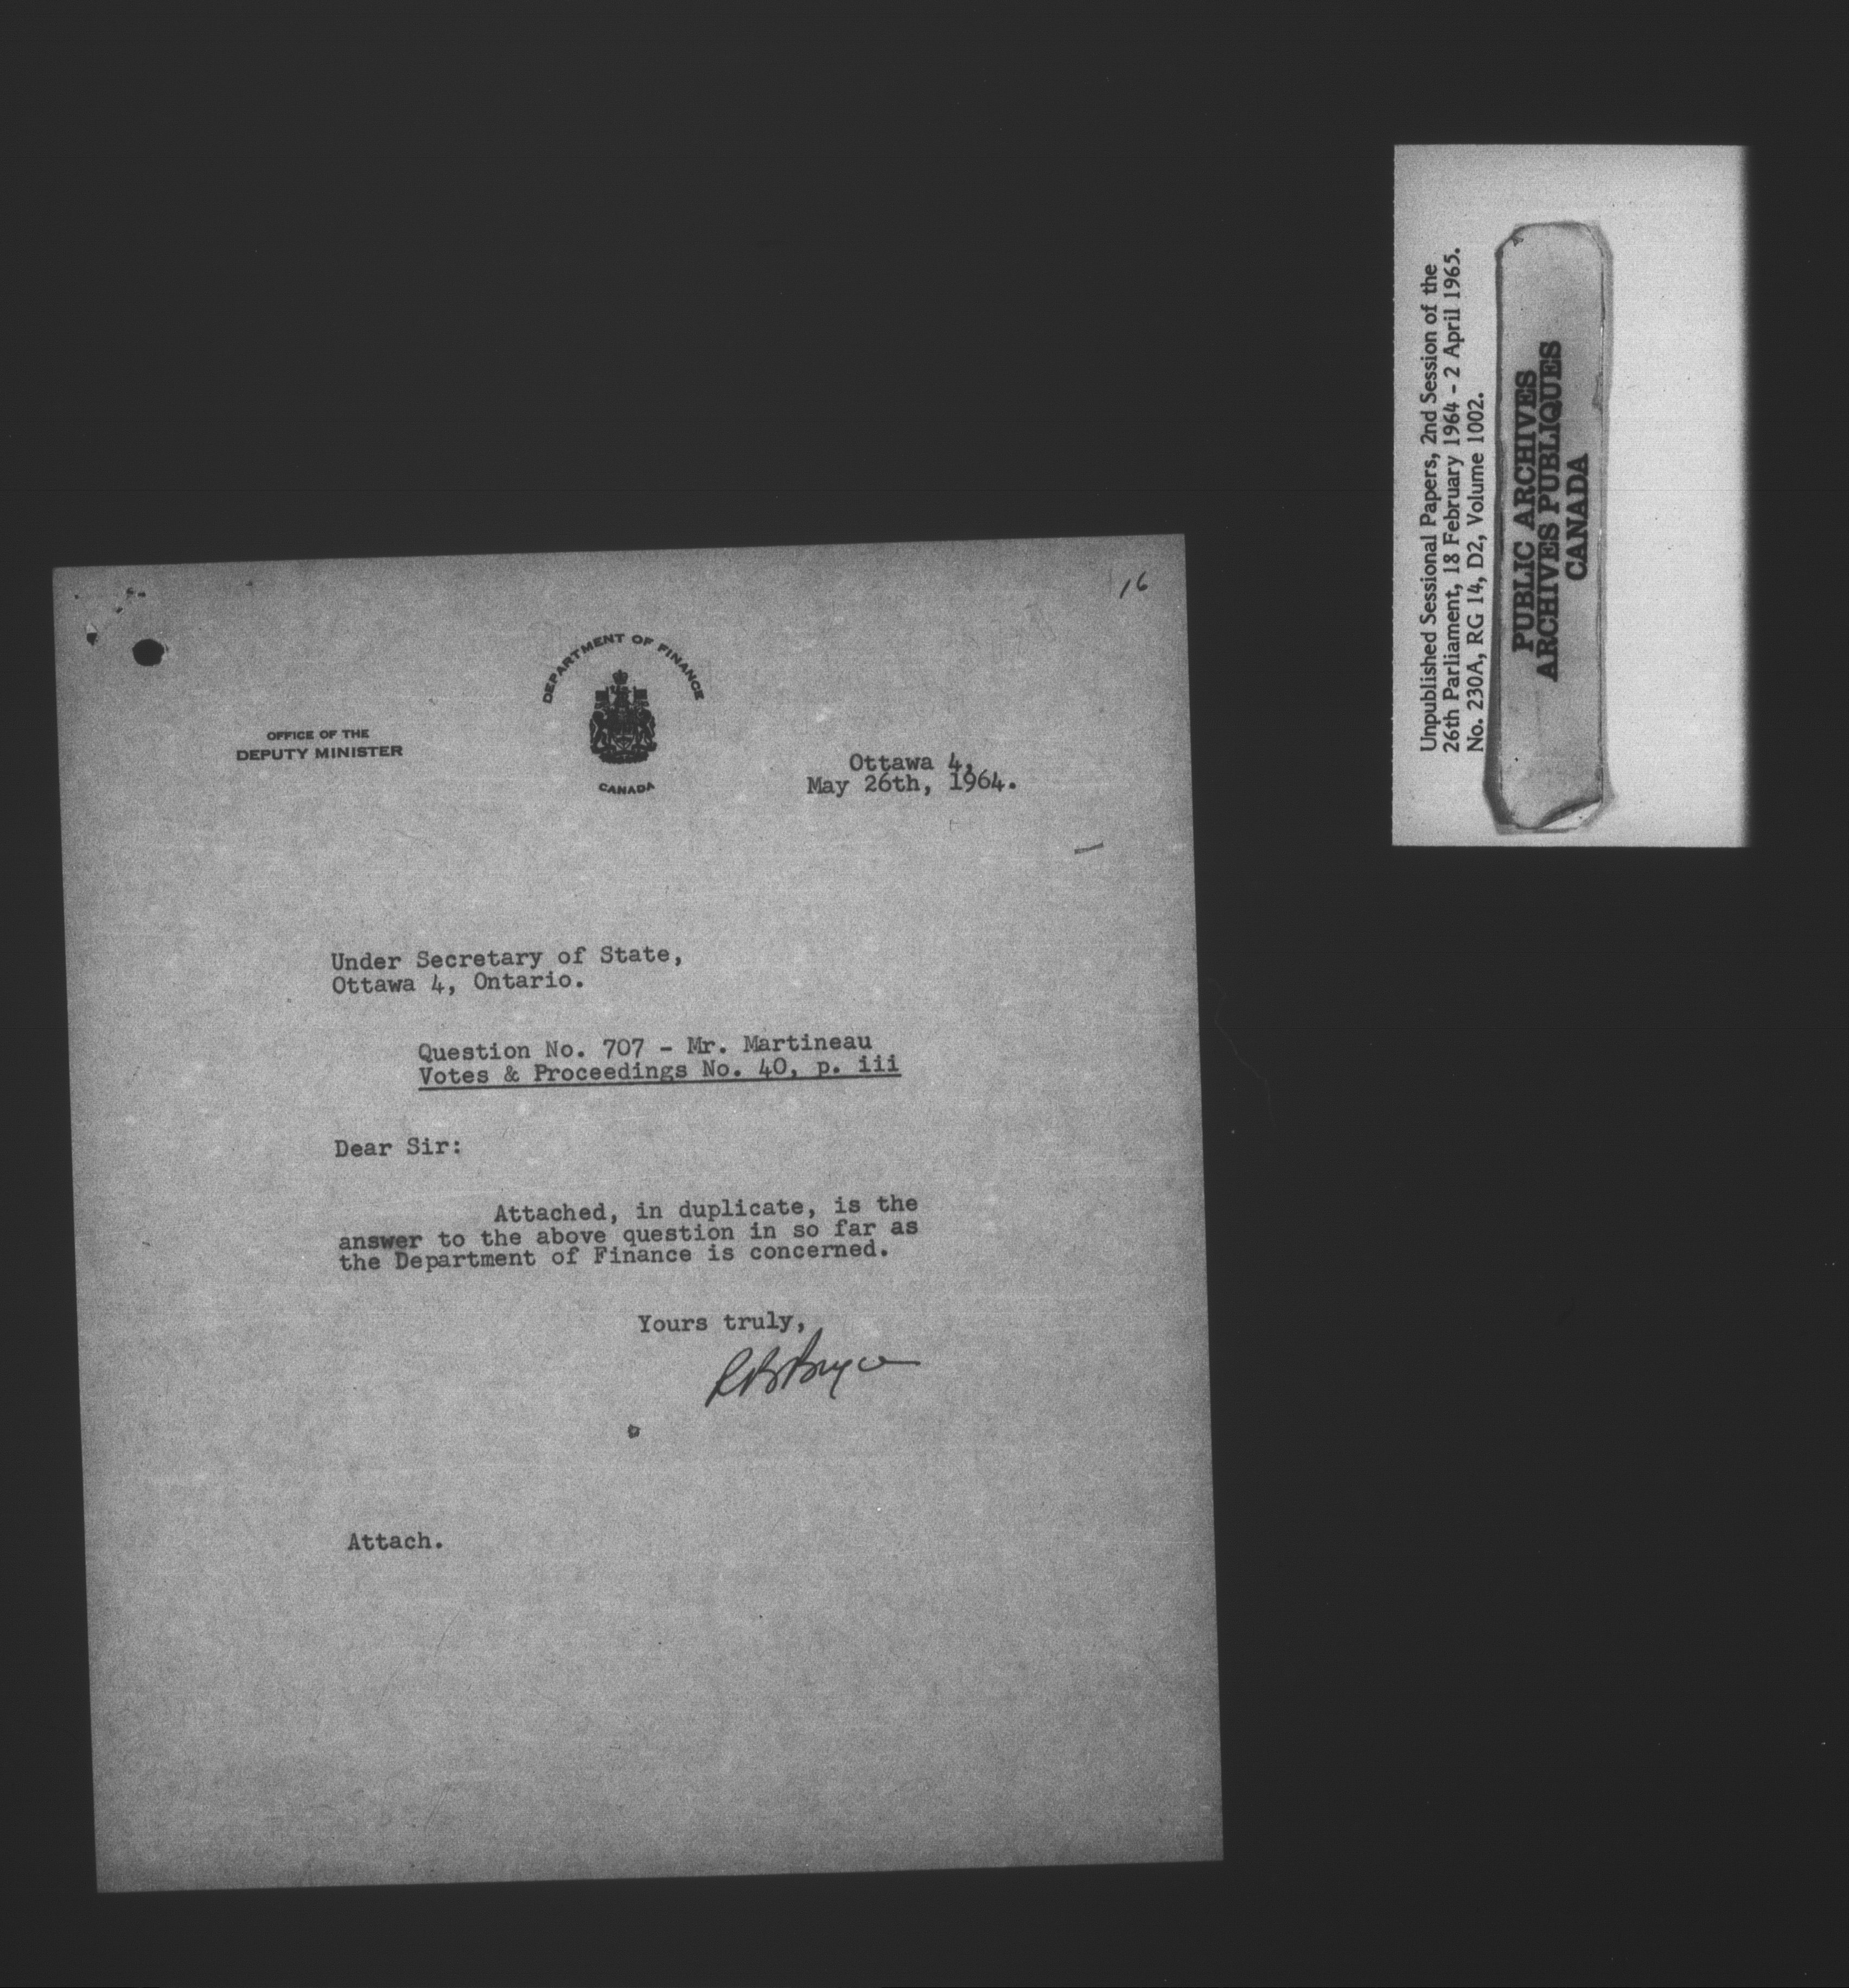 16
DEPARTMENT OF FINANCE
CANADA
OFFICE OF THE
DEPUTY MINISTER
Ottawa 4,
May 26th, 1964.
Under Secretary of State,
Ottawa 4, Ontario.
Question No. 707 - Mr. Martineau
Votes & Proceedings No. 40, p. iii
Dear Sir:
Attached, in duplicate, is the
answer to the above question in so far as
the Department of Finance is concerned.
Yours truly,
RBBryce
Attach.
Unpublished Sessional Papers, 2nd Session of the
26th Parliament, 18 February 1964 - 2 April 1965.
No. 230A, RG 14, D2, Volume 1002.
PUBLIC ARCHIVES
ARCHIVES PUBLIQUES
CANADA